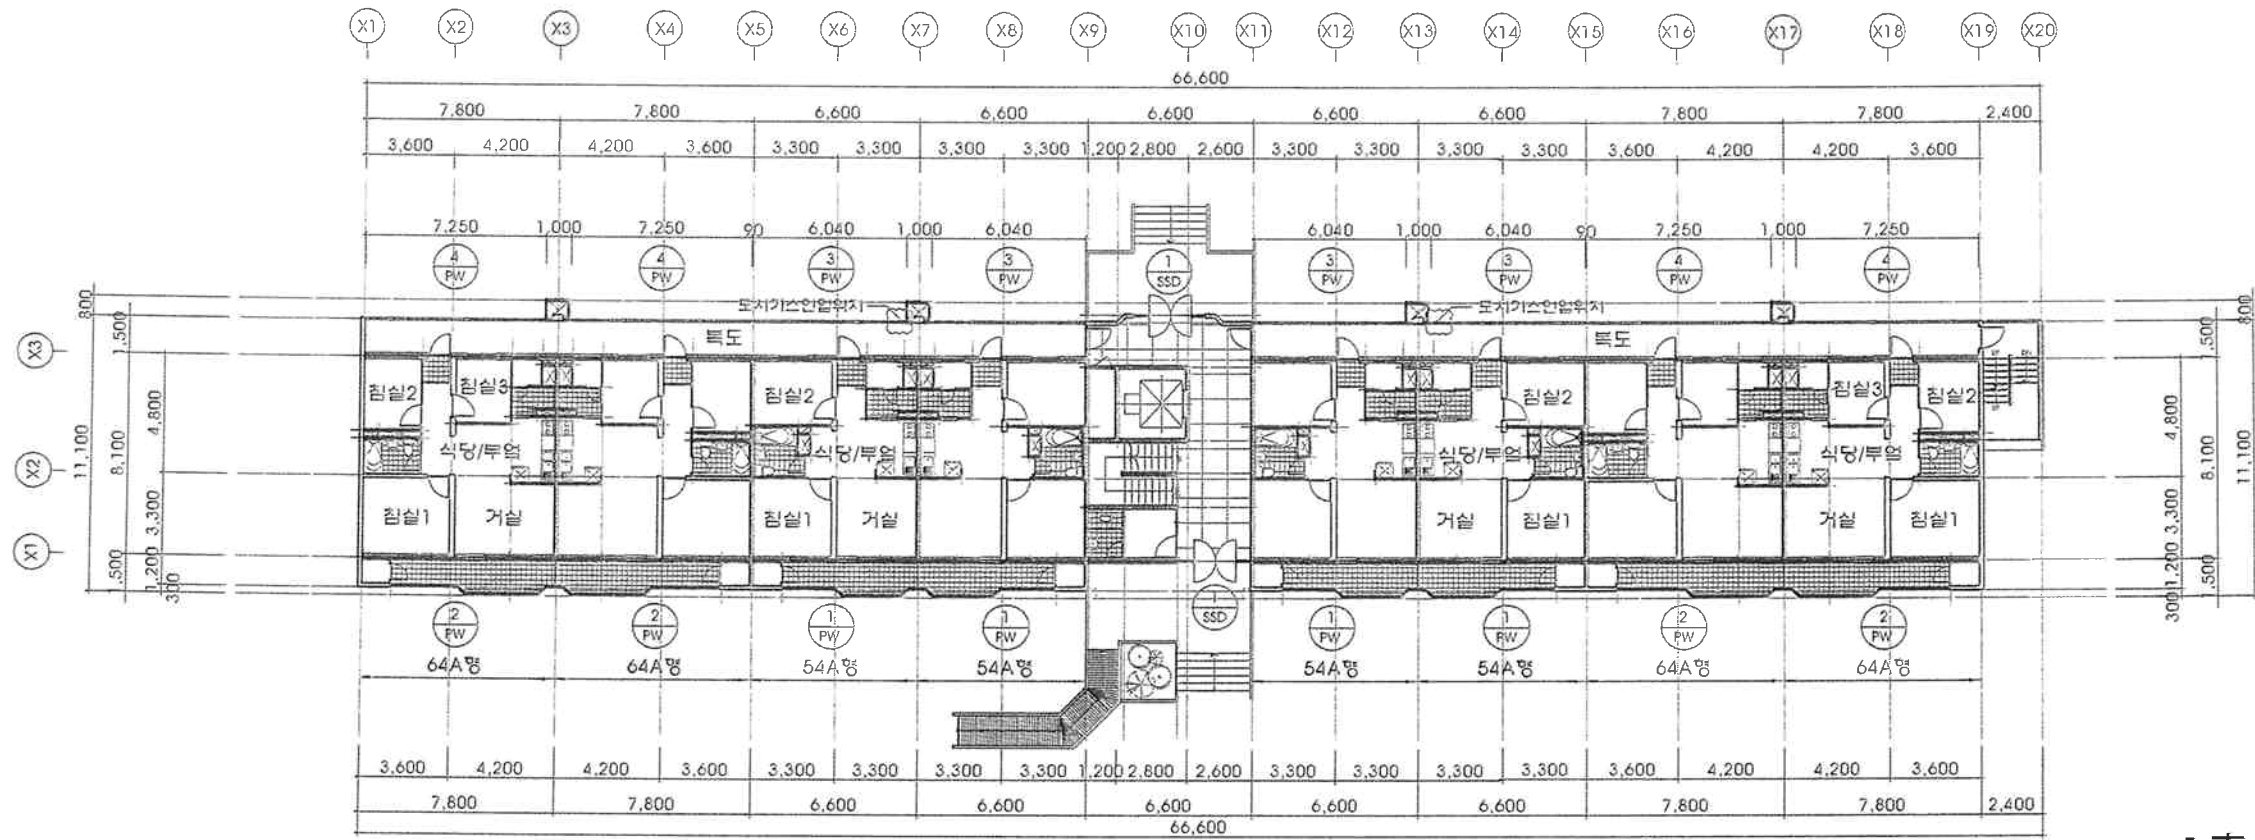 X1 X2 X3 X4 X5 X6 X7 X8 X9 X10 X11 X12 X13 X14 X15 X16 X17 X18 X19 X20
66,600
7,800 7,800 6,600 6,600 6,600 6,600 6,600 7,800 7,800 2,400
3,600 4,200 4,200 3,600 3,300 3,300 3,300 3,300 1,200 2,800 2,600 3,300 3,300 3,300 3,300 3,600 4,200 4,200 3,600
7,250 1,000 7,250 90 6,040 1,000 6,040 6,040 1,000 6,040 90 7,250 1,000 7,250
4 PW 4 PW 3 PW 3 PW 1 SSD 3 PW 3 PW 4 PW 4 PW
800 800
도시가스인입위치 도시가스인입위치
1,500 1,500
X3 복도 복도
침실2 침실3 침실2 침실2 침실3 침실2
4,800 4,800
식당/부엌 식당/부엌 식당/부엌 식당/부엌
11,100 8,100 8,100 11,100
X2
3,300 3,300
침실1 거실 침실1 거실 거실 침실1 거실 침실1
X1
1,500 1,200 300 300 1,200 1,500
2 PW 2 PW 1 PW 1 PW 1 SSD 1 PW 1 PW 2 PW 2 PW
64A형 64A형 54A형 54A형 54A형 54A형 64A형 64A형
3,600 4,200 4,200 3,600 3,300 3,300 3,300 3,300 1,200 2,800 2,600 3,300 3,300 3,300 3,300 3,600 4,200 4,200 3,600
7,800 7,800 6,600 6,600 6,600 6,600 6,600 7,800 7,800 2,400
66,600